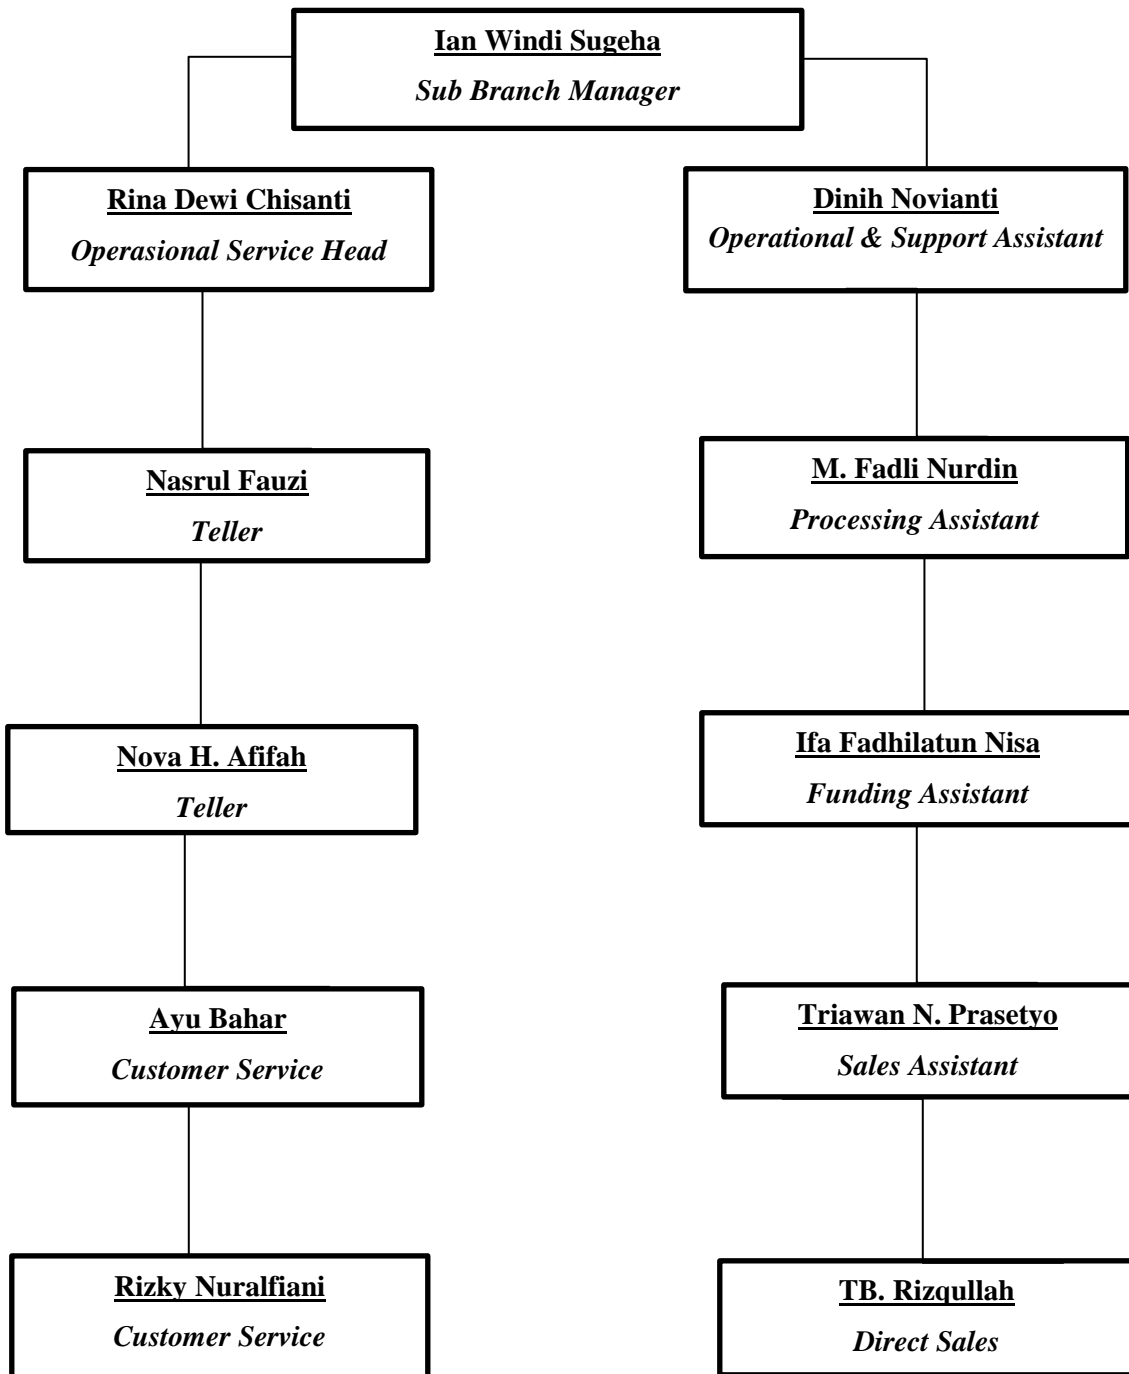 Ian Windi Sugeha
Sub Branch Manager
Rina Dewi Chisanti
Operasional Service Head
Dinih Novianti
Operational & Support Assistant
Nasrul Fauzi
Teller
M. Fadli Nurdin
Processing Assistant
Nova H. Afifah
Teller
Ifa Fadhilatun Nisa
Funding Assistant
Ayu Bahar
Customer Service
Triawan N. Prasetyo
Sales Assistant
Rizky Nuralfiani
Customer Service
TB. Rizqullah
Direct Sales